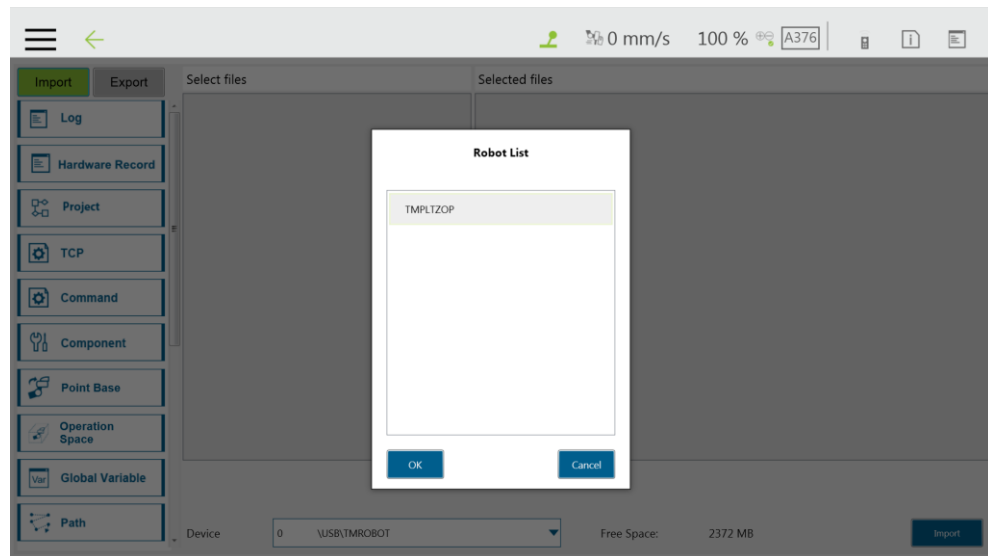 0 mm/s 100 % A376
Import Export Select files Selected files
Log
Hardware Record
Project
TCP
Command
Component
Point Base
Operation
Space
Var Global Variable
Path
Robot List
TMPLTZOP
OK Cancel
Device 0 \USB\TMROBOT Free Space: 2372 MB Import